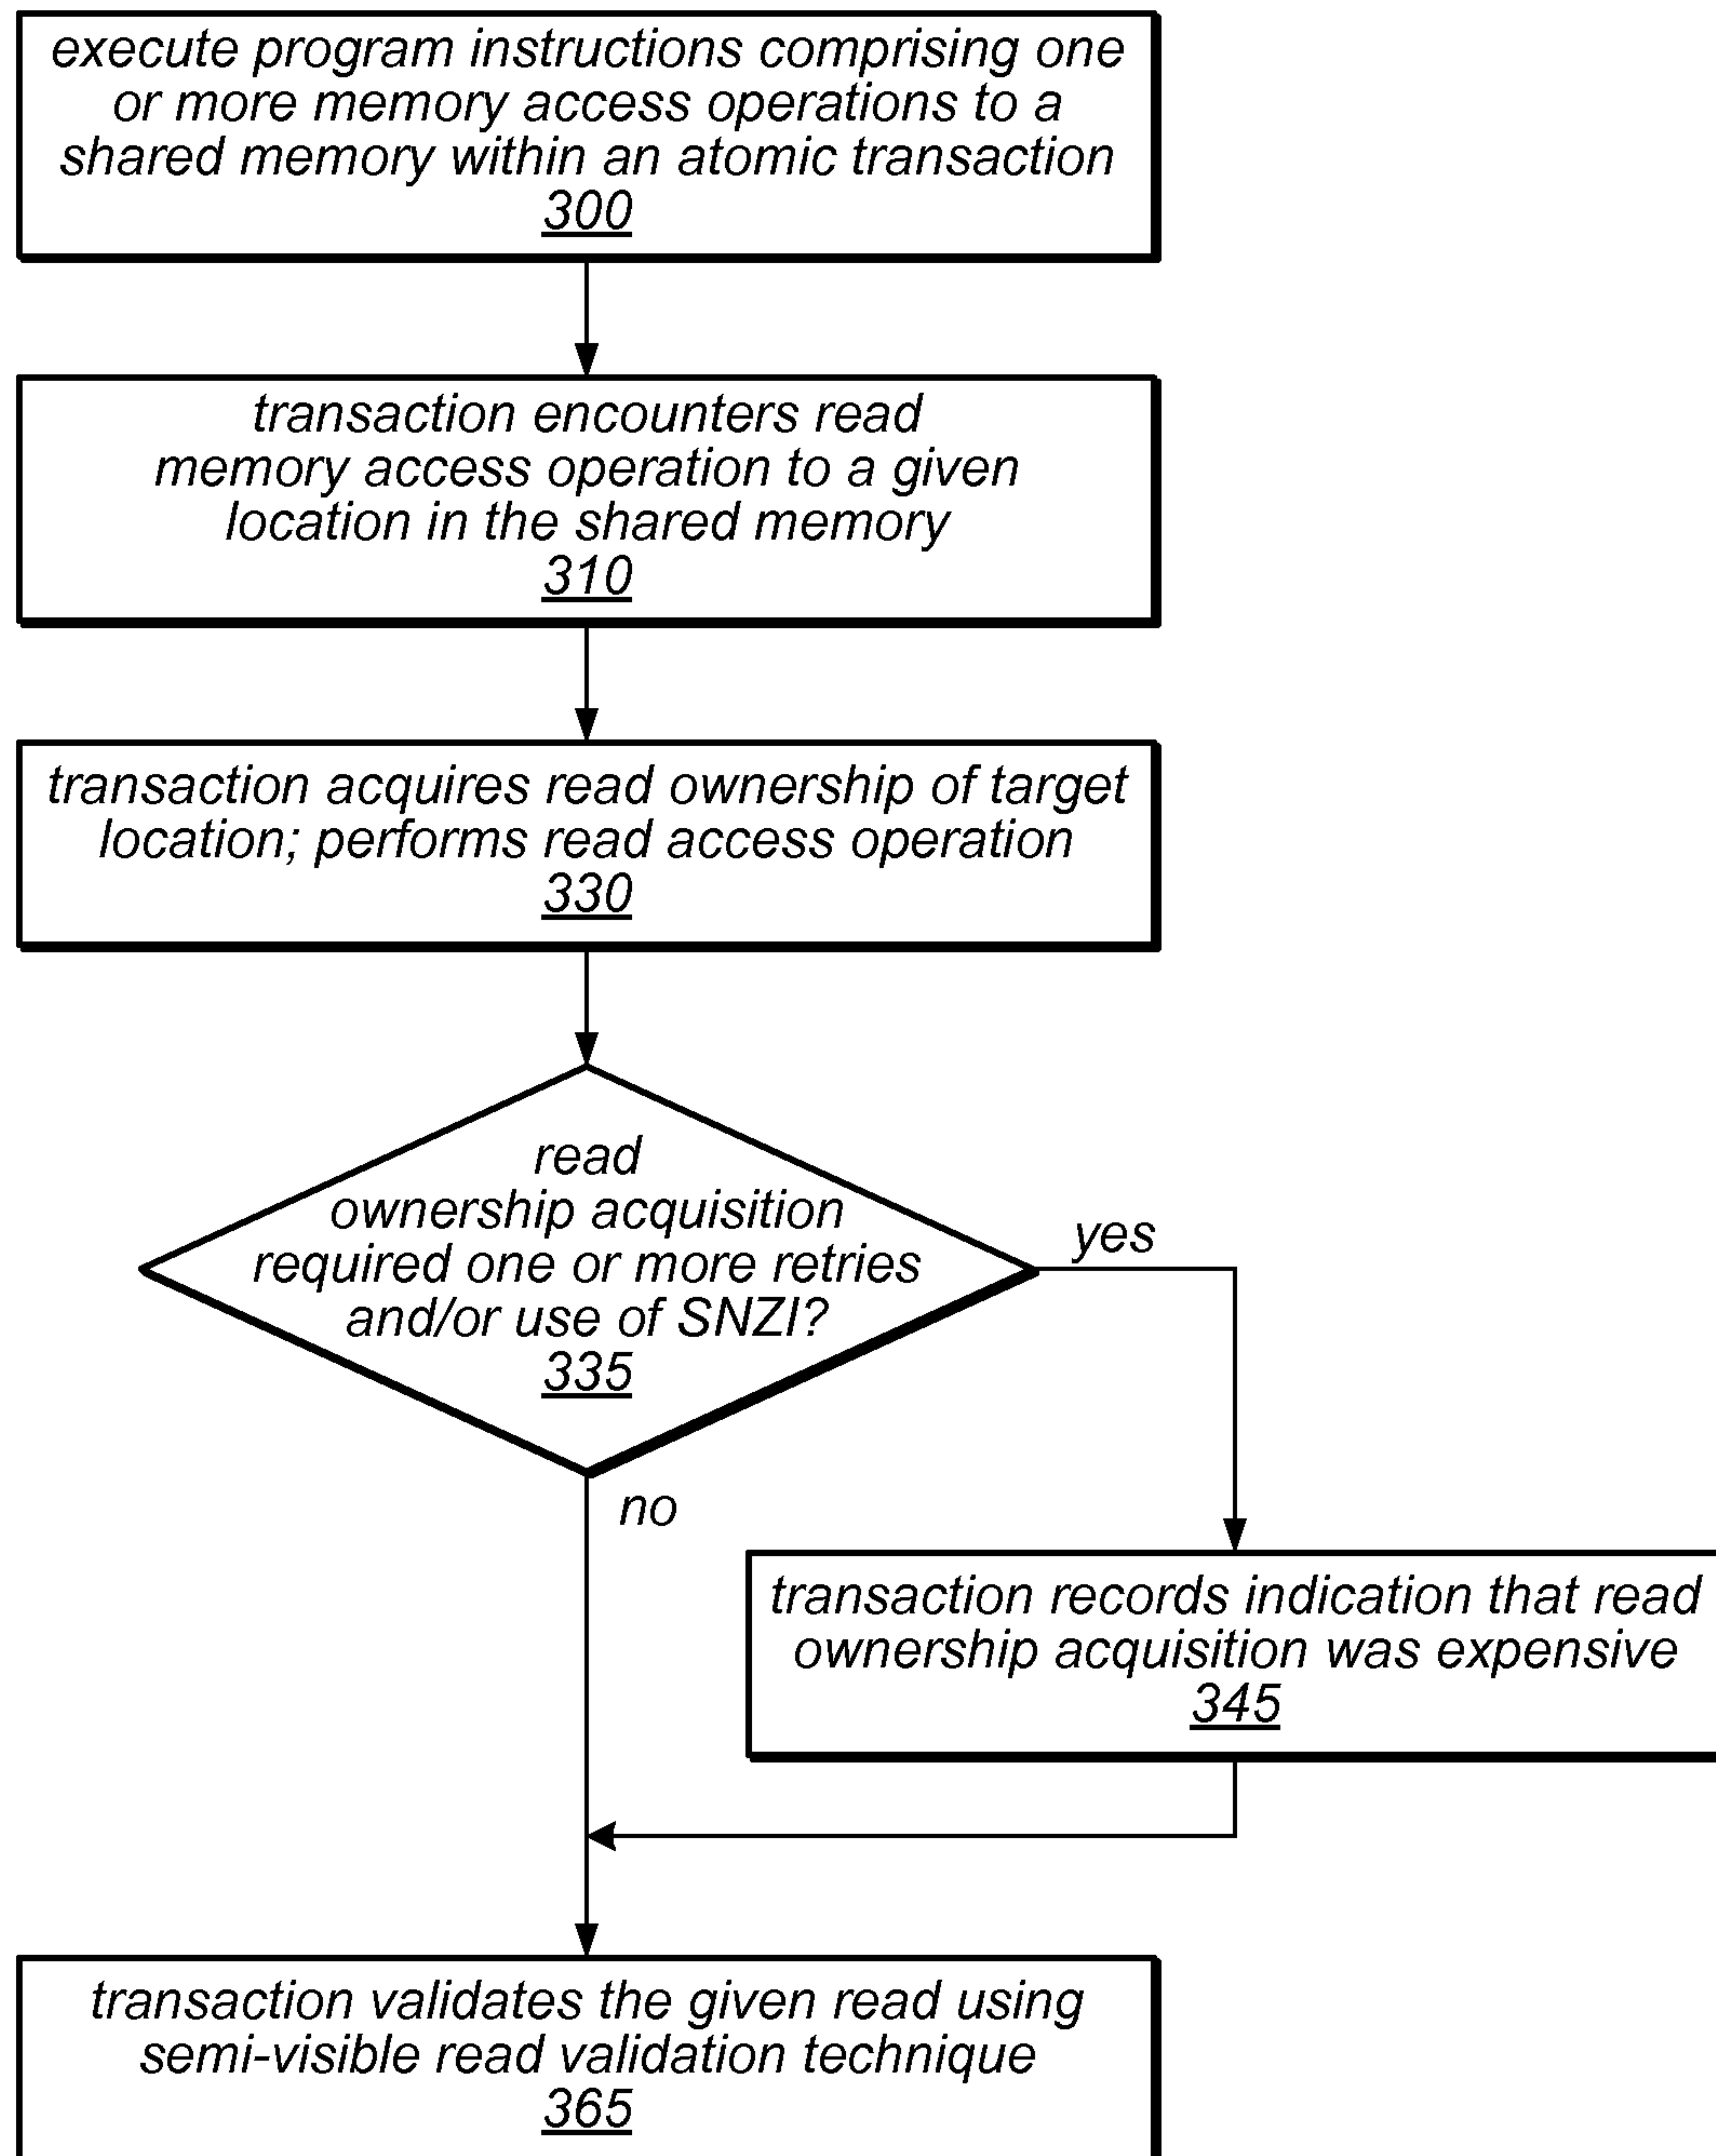 execute program instructions comprising one
or more memory access operations to a
shared memory within an atomic transaction
300
transaction encounters read
memory access operation to a given
location in the shared memory
310
transaction acquires read ownership of target
location; performs read access operation
330
read
ownership acquisition
required one or more retries
and/or use of SNZI?
335
yes
no
transaction records indication that read
ownership acquisition was expensive
345
transaction validates the given read using
semi-visible read validation technique
365